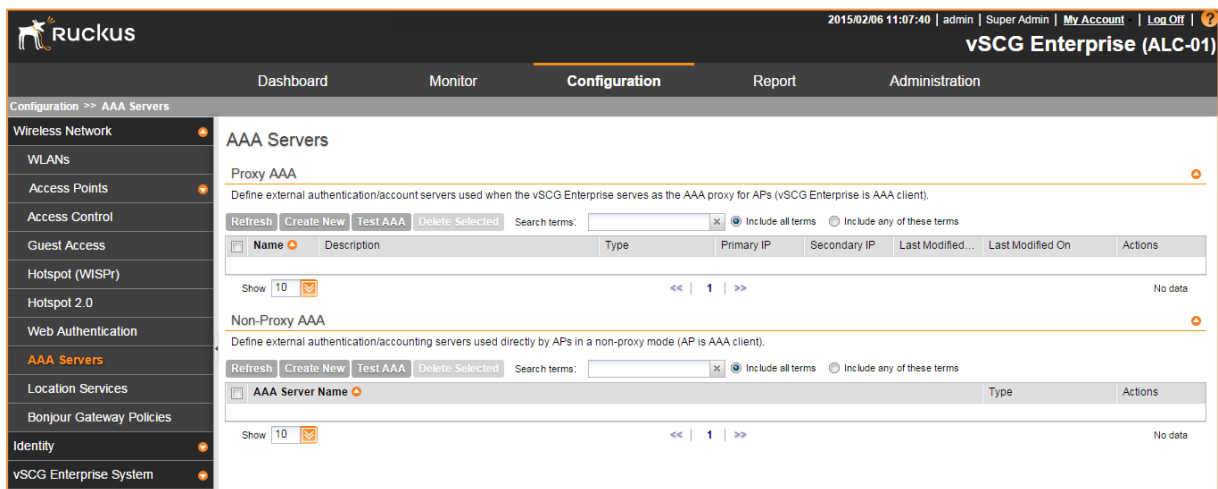 2015/02/06 11:07:40 | admin | Super Admin | My Account | Log Off | ?
Ruckus
vSCG Enterprise (ALC-01)
Dashboard Monitor Configuration Report Administration
Configuration >> AAA Servers
Wireless Network
WLANs
Access Points
Access Control
Guest Access
Hotspot (WISPr)
Hotspot 2.0
Web Authentication
AAA Servers
Location Services
Bonjour Gateway Policies
Identity
vSCG Enterprise System
AAA Servers
Proxy AAA
Define external authentication/account servers used when the vSCG Enterprise serves as the AAA proxy for APs (vSCG Enterprise is AAA client).
Refresh Create New Test AAA Delete Selected Search terms: x Include all terms Include any of these terms
Name Description Type Primary IP Secondary IP Last Modified... Last Modified On Actions
Show 10 << | 1 | >> No data
Non-Proxy AAA
Define external authentication/accounting servers used directly by APs in a non-proxy mode (AP is AAA client).
Refresh Create New Test AAA Delete Selected Search terms: x Include all terms Include any of these terms
AAA Server Name Type Actions
Show 10 << | 1 | >> No data